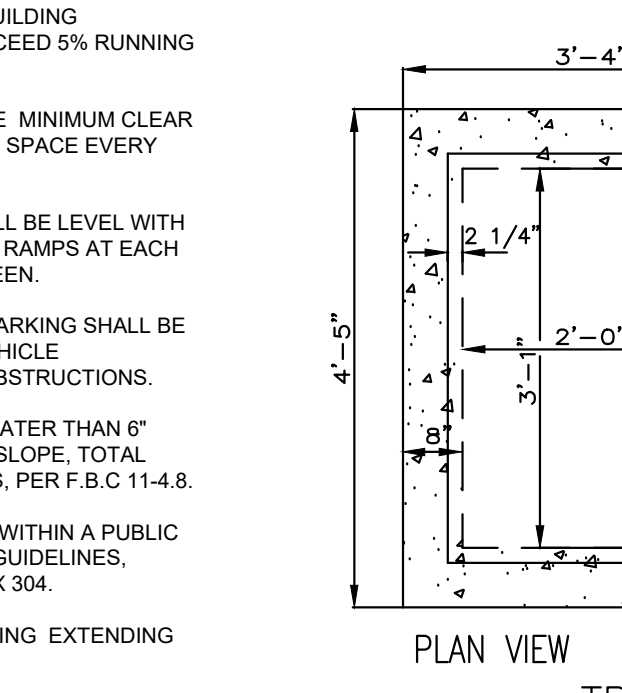 UILDING
CEED 5% RUNNING
E MINIMUM CLEAR
SPACE EVERY
LL BE LEVEL WITH
RAMPS AT EACH
EEN.
ARKING SHALL BE
HICLE
BSTRUCTIONS.
EATER THAN 6"
SLOPE, TOTAL
S, PER F.B.C 11-4.8.
WITHIN A PUBLIC
GUIDELINES,
X 304.
ING EXTENDING
3'-4"
2 1/4"
4'-5"
2'-0"
3'-1"
8"
PLAN VIEW